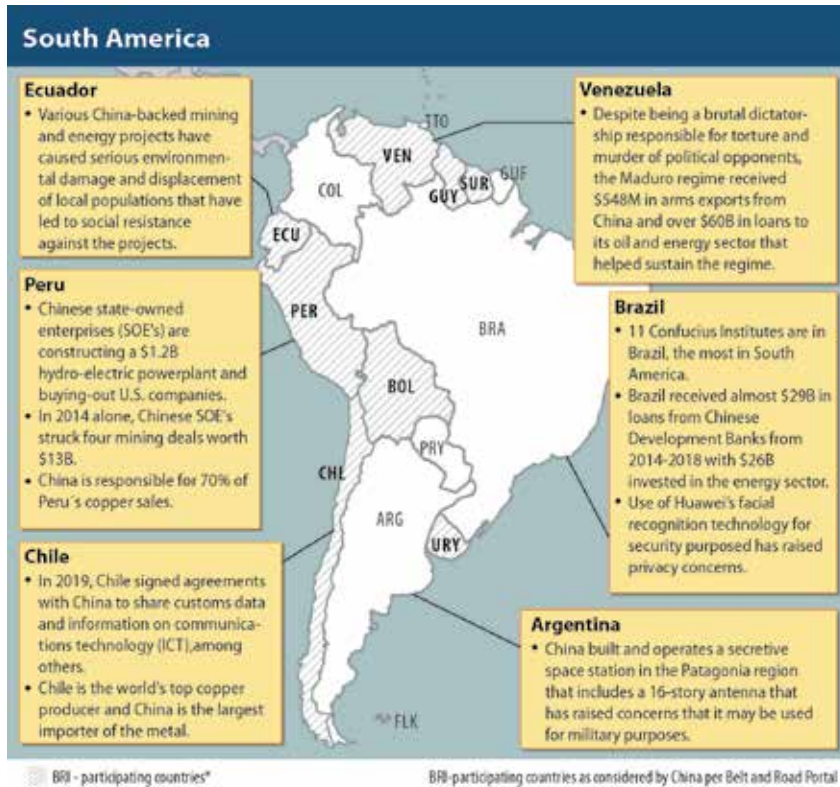 South America
Ecuador
• Various China-backed mining
and energy projects have
caused serious environmen-
tal damage and displacement
of local populations that have
led to social resistance
against the projects.
Venezuela
• Despite being a brutal dictator-
ship responsible for torture and
murder of political opponents,
the Maduro regime received
$548M in arms exports from
China and over $60B in loans to
its oil and energy sector that
helped sustain the regime.
Peru
• Chinese state-owned
enterprises (SOE's) are
constructing a $1.2B
hydro-electric powerplant and
buying-out U.S. companies.
• In 2014 alone, Chinese SOE's
struck four mining deals worth
$13B.
• China is responsible for 70% of
Peru´s copper sales.
Brazil
• 11 Confucius Institutes are in
Brazil, the most in South
America.
• Brazil received almost $29B in
loans from Chinese
Development Banks from
2014-2018 with $26B
invested in the energy sector.
• Use of Huawei's facial
recognition technology for
security purposed has raised
privacy concerns.
Chile
• In 2019, Chile signed agreements
with China to share customs data
and information on communica-
tions technology (ICT),among
others.
• Chile is the world's top copper
producer and China is the largest
importer of the metal.
Argentina
• China built and operates a secretive
space station in the Patagonia region
that includes a 16-story antenna that
has raised concerns that it may be used
for military purposes.
TTO
VEN
COL
GUY
SUR
GUF
ECU
PER
BRA
BOL
PRY
CHL
ARG
URY
FLK
BRI - participating countries*
BRI-participating countries as considered by China per Belt and Road Portal